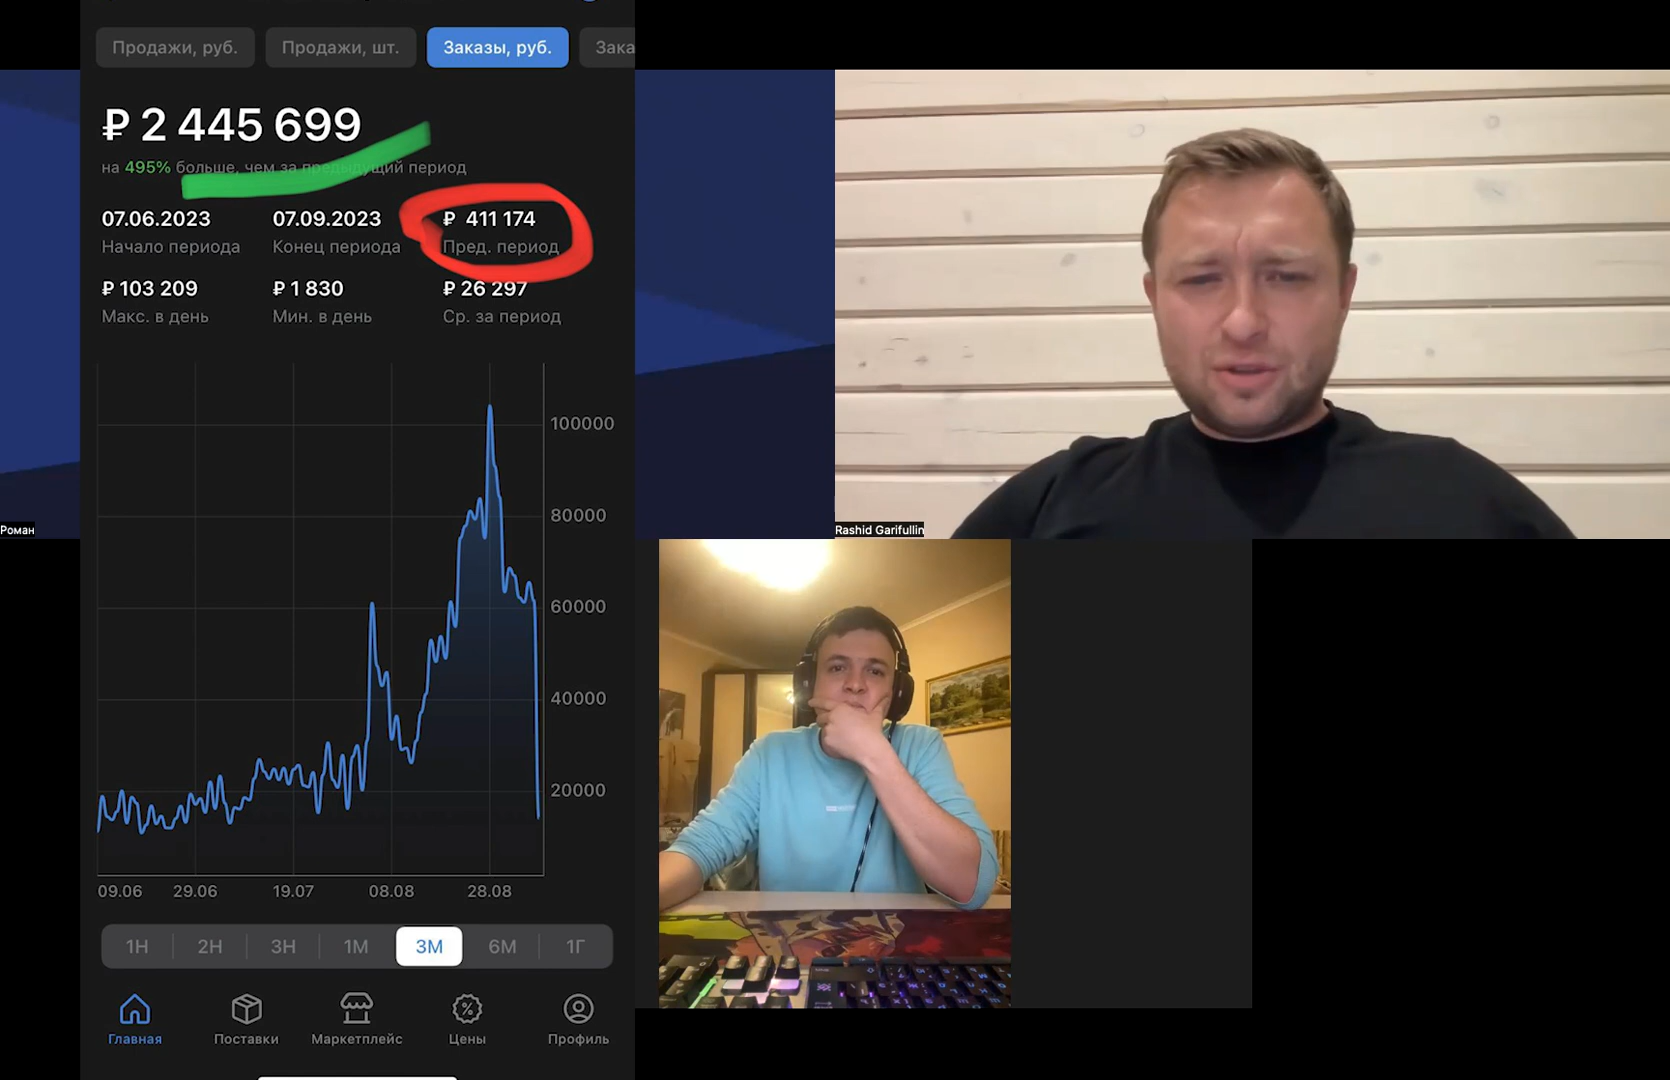 Продажи, руб.
Продажи, шт.
Заказы, руб.
Зака
₽ 2 445 699
на 495% больше, чем за предыдущий период
07.06.2023
07.09.2023
₽ 411 174
Начало периода
Конец периода
Пред. период
₽ 103 209
₽ 1 830
₽ 26 297
Макс. в день
Мин. в день
Ср. за период
100000
80000
60000
40000
20000
09.06
29.06
19.07
08.08
28.08
1Н
2Н
3Н
1М
3М
6М
1Г
Главная
Поставки
Маркетплейс
Цены
Профиль
Роман
Rashid Garifullin